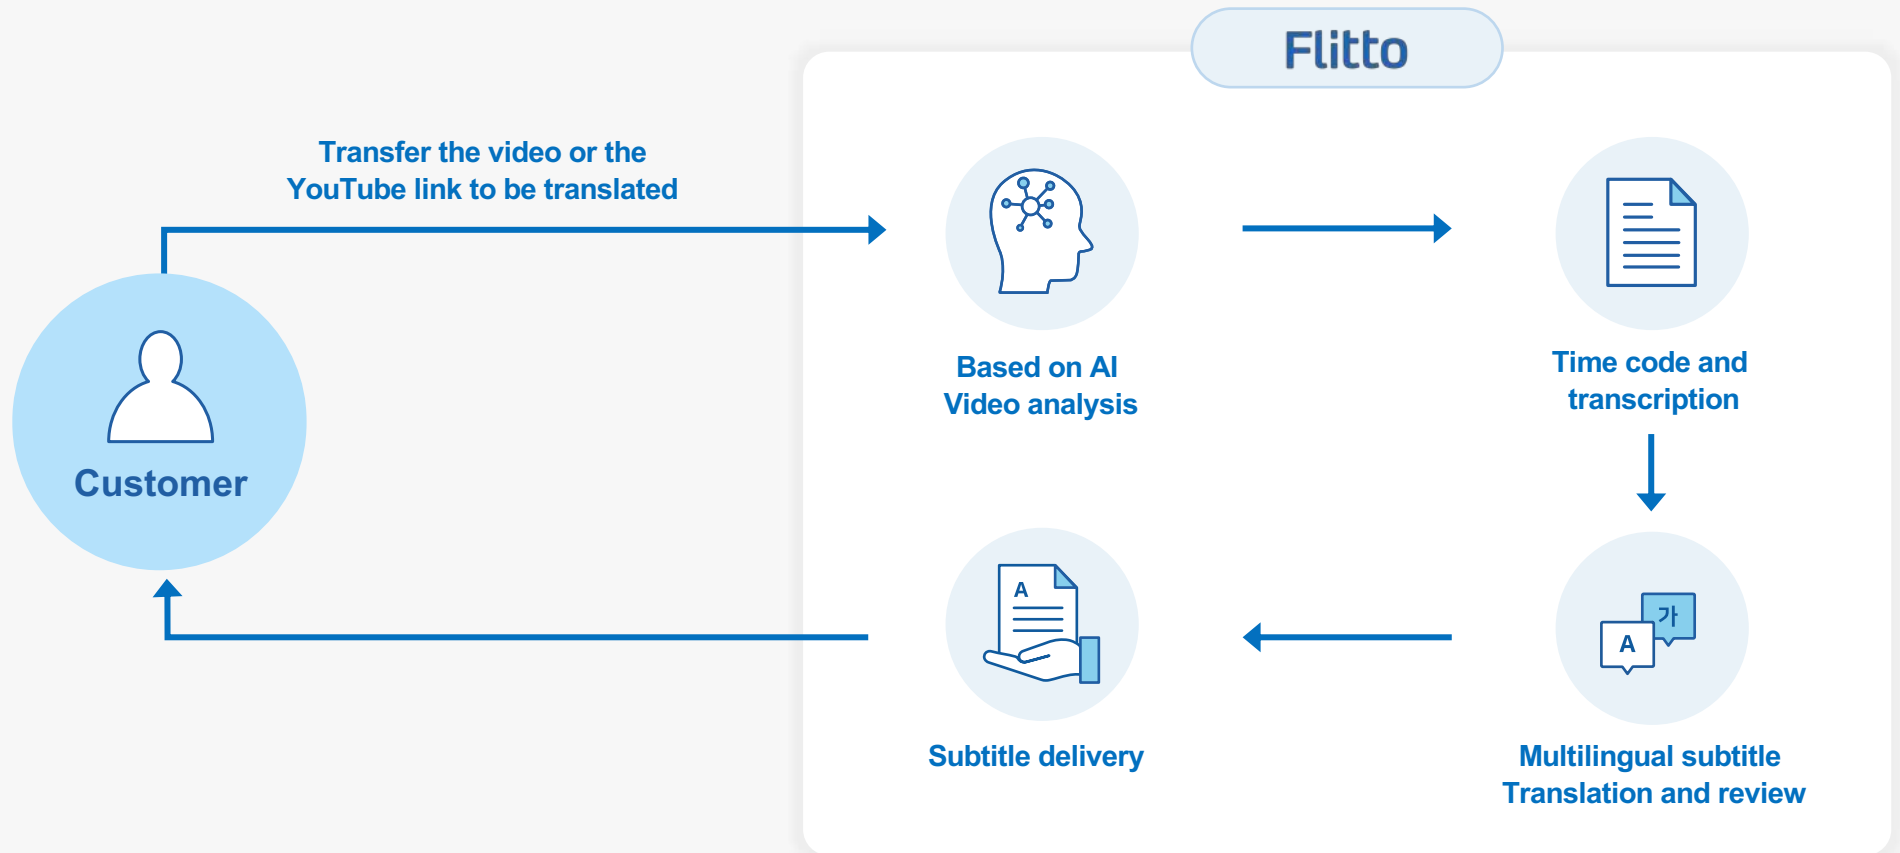 Flitto
Transfer the video or the
YouTube link to be translated
Based on AI
Video analysis
Time code and
transcription
Customer
A
가
A
Subtitle delivery
Multilingual subtitle
Translation and review